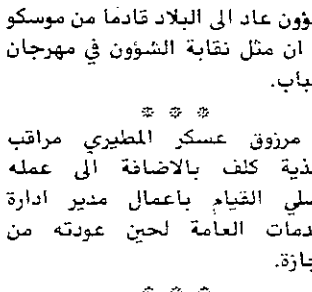 ؤون عاد الى البلاد قادما من موسكو
ان مثل نقابة الشؤون في مهرجان
باب.
مرزوق عسكر المطيري مراقب
ذية كلف بالاضافة الى عمله
صلي القيام باعمال مدير ادارة
دمات العامة لحين عودته من
جازة.